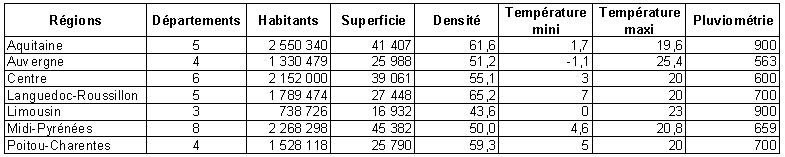 Régions Départements Habitants Superficie Densité Température mini Température maxi Pluviométrie
Aquitaine 5 2 550 340 41 407 61,6 1,7 19,6 900
Auvergne 4 1 330 479 25 988 51,2 -1,1 25,4 563
Centre 6 2 152 000 39 061 55,1 3 20 600
Languedoc-Roussillon 5 1 789 474 27 448 65,2 7 20 700
Limousin 3 738 726 16 932 43,6 0 23 900
Midi-Pyrénées 8 2 268 298 45 382 50,0 4,6 20,8 659
Poitou-Charentes 4 1 528 118 25 790 59,3 5 20 700